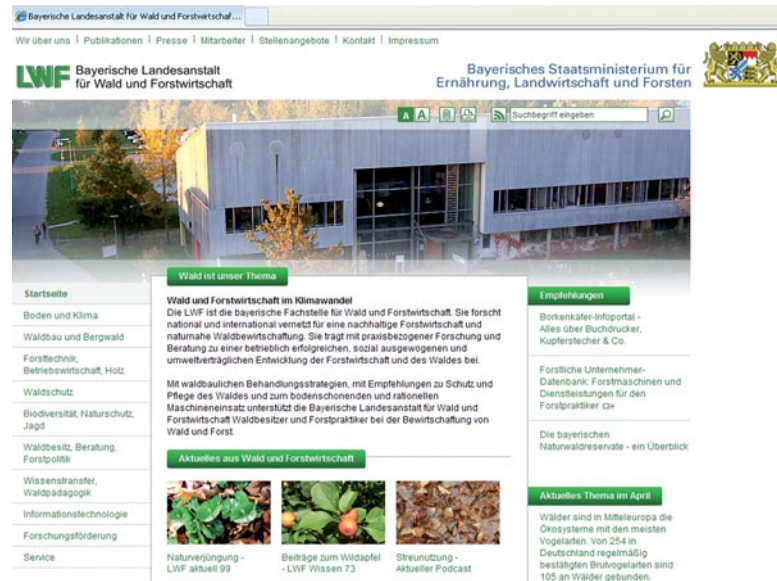 Bayerische Landesanstalt für Wald und Forstwirtschaf...
Wir über uns | Publikationen | Presse | Mitarbeiter | Stellenangebote | Kontakt | Impressum
LWF Bayerische Landesanstalt
für Wald und Forstwirtschaft
Bayerisches Staatsministerium für
Ernährung, Landwirtschaft und Forsten
A A
Suchbegriff eingeben
Startseite
Boden und Klima
Waldbau und Bergwald
Forsttechnik,
Betriebswirtschaft, Holz
Waldschutz
Biodiversität, Naturschutz,
Jagd
Waldbesitz, Beratung,
Forstpolitik
Wissenstransfer,
Waldpädagogik
Informationstechnologie
Forschungsförderung
Service
Wald ist unser Thema
Wald und Forstwirtschaft im Klimawandel
Die LWF ist die bayerische Fachstelle für Wald und Forstwirtschaft. Sie forscht
national und international vernetzt für eine nachhaltige Forstwirtschaft und
naturnahe Waldbewirtschaftung. Sie trägt mit praxisbezogener Forschung und
Beratung zu einer betrieblich erfolgreichen, sozial ausgewogenen und
umweltverträglichen Entwicklung der Forstwirtschaft und des Waldes bei.
Mit waldbaulichen Behandlungsstrategien, mit Empfehlungen zu Schutz und
Pflege des Waldes und zum bodenschonenden und rationellen
Maschineneinsatz unterstützt die Bayerische Landesanstalt für Wald und
Forstwirtschaft Waldbesitzer und Forstpraktiker bei der Bewirtschaftung von
Wald und Forst.
Aktuelles aus Wald und Forstwirtschaft
Naturverjüngung -
LWF aktuell 99
Beiträge zum Wildapfel
- LWF Wissen 73
Streunutzung -
Aktueller Podcast
Empfehlungen
Borkenkäfer-Infoportal -
Alles über Buchdrucker,
Kupferstecher & Co.
Forstliche Unternehmer-
Datenbank: Forstmaschinen und
Dienstleistungen für den
Forstpraktiker
Die bayerischen
Naturwaldreservate - ein Überblick
Aktuelles Thema im April
Wälder sind in Mitteleuropa die
Ökosysteme mit den meisten
Vogelarten. Von 254 in
Deutschland regelmäßig
bestätigten Brutvogelarten sind
105 an Wälder gebunden.